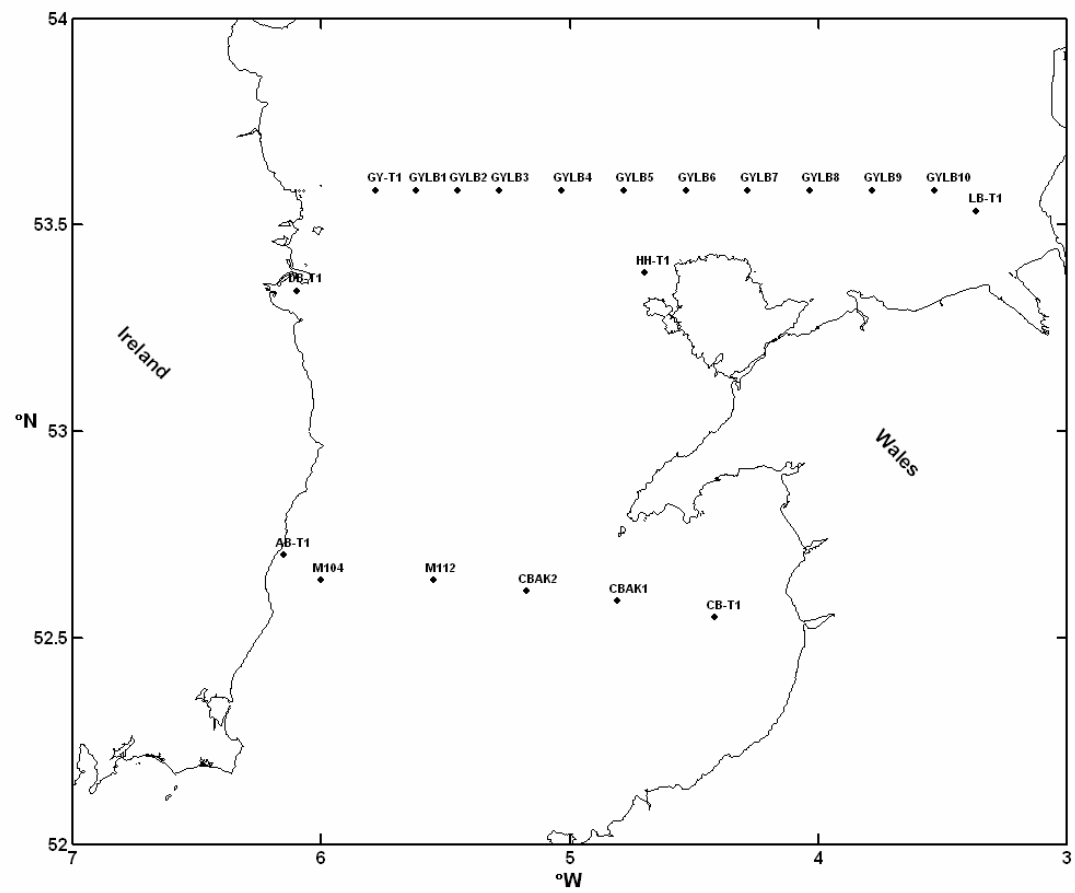 54
GY-T1 GYLB1 GYLB2 GYLB3 GYLB4 GYLB5 GYLB6 GYLB7 GYLB8 GYLB9 GYLB10
LB-T1
53.5
HH-T1
DB-T1
Ireland
ºN
53
Wales
AB-T1
M104 M112 CBAK2 CBAK1 CB-T1
52.5
52
7 6 5 4 3
ºW